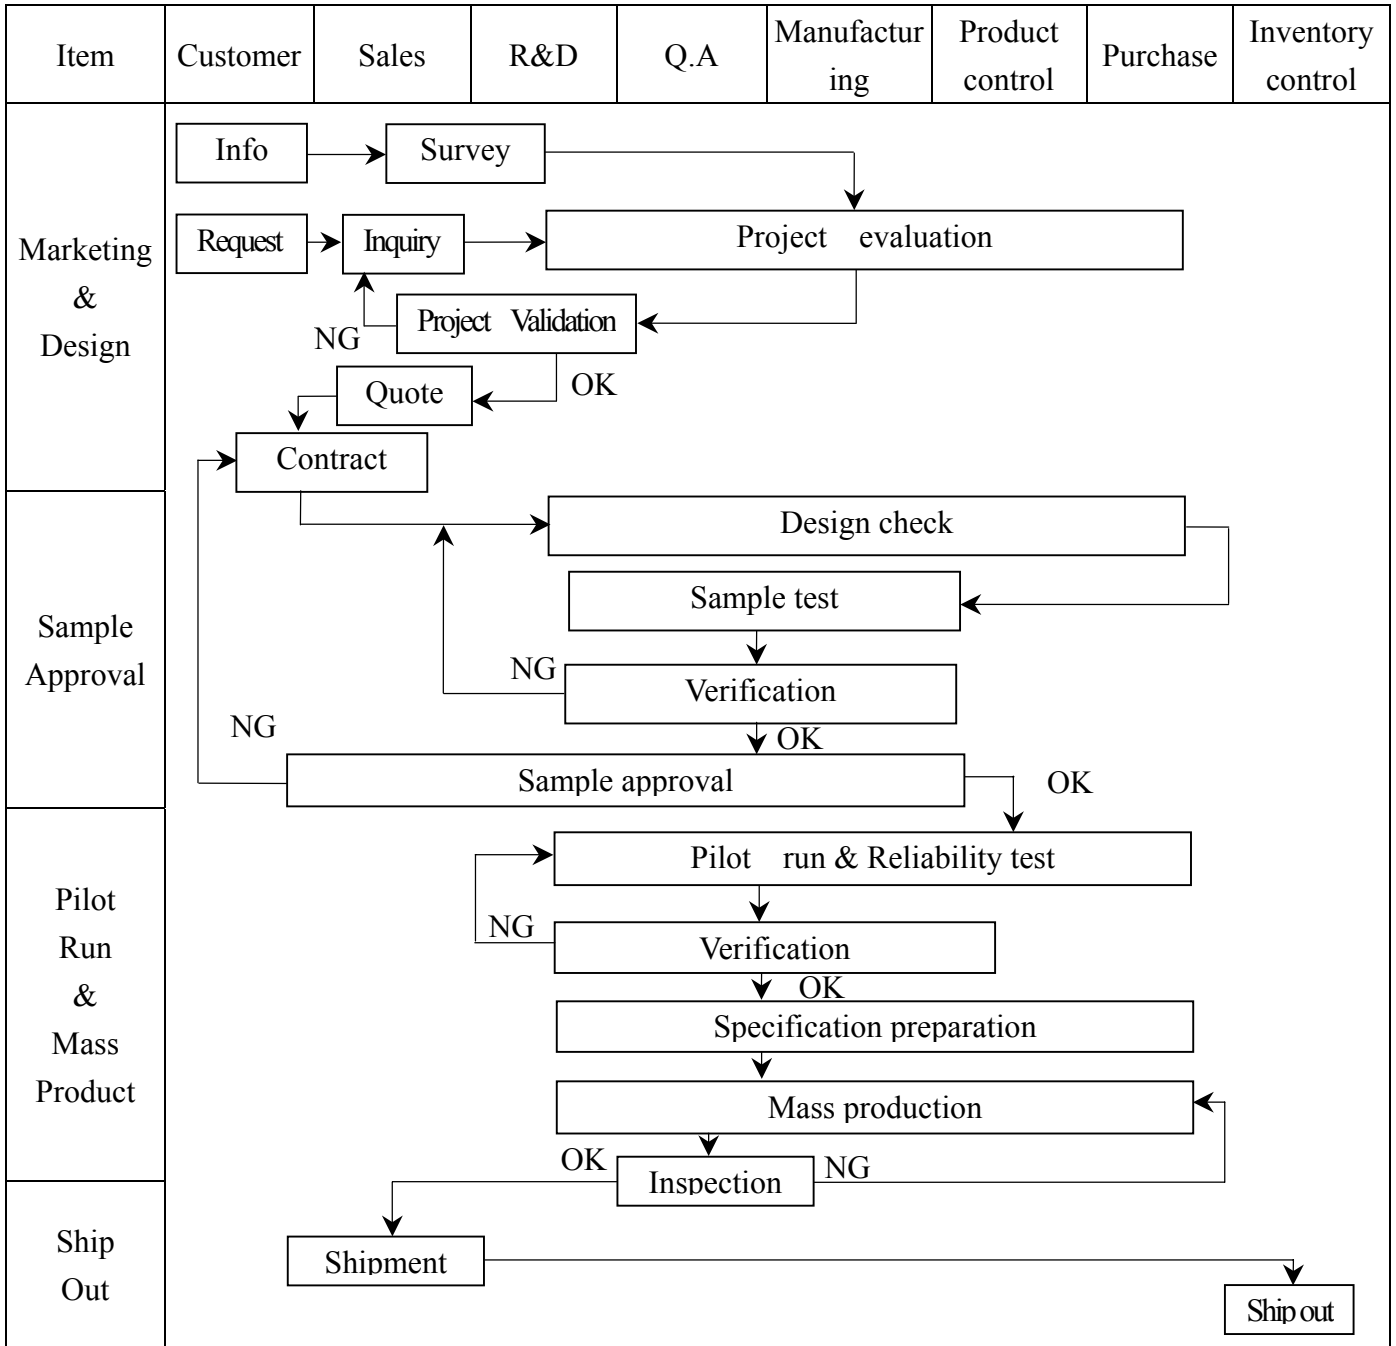 Item
Customer
Sales
R&D
Q.A
Manufactur
ing
Product
control
Purchase
Inventory
control
Marketing
&
Design
Info
Survey
Request
Inquiry
Project evaluation
Project Validation
NG
OK
Quote
Contract
Sample
Approval
Design check
Sample test
NG
Verification
NG
OK
Sample approval
OK
Pilot
Run
&
Mass
Product
Pilot run & Reliability test
NG
Verification
OK
Specification preparation
Mass production
OK
Inspection
NG
Ship
Out
Shipment
Ship out